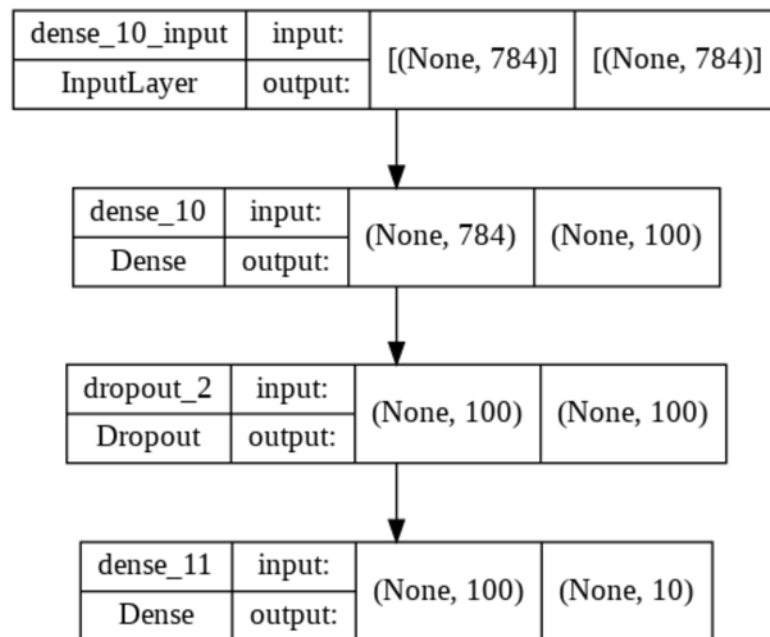 dense_10_input input: [(None, 784)] [(None, 784)]
InputLayer output:
dense_10 input: (None, 784) (None, 100)
Dense output:
dropout_2 input: (None, 100) (None, 100)
Dropout output:
dense_11 input: (None, 100) (None, 10)
Dense output: